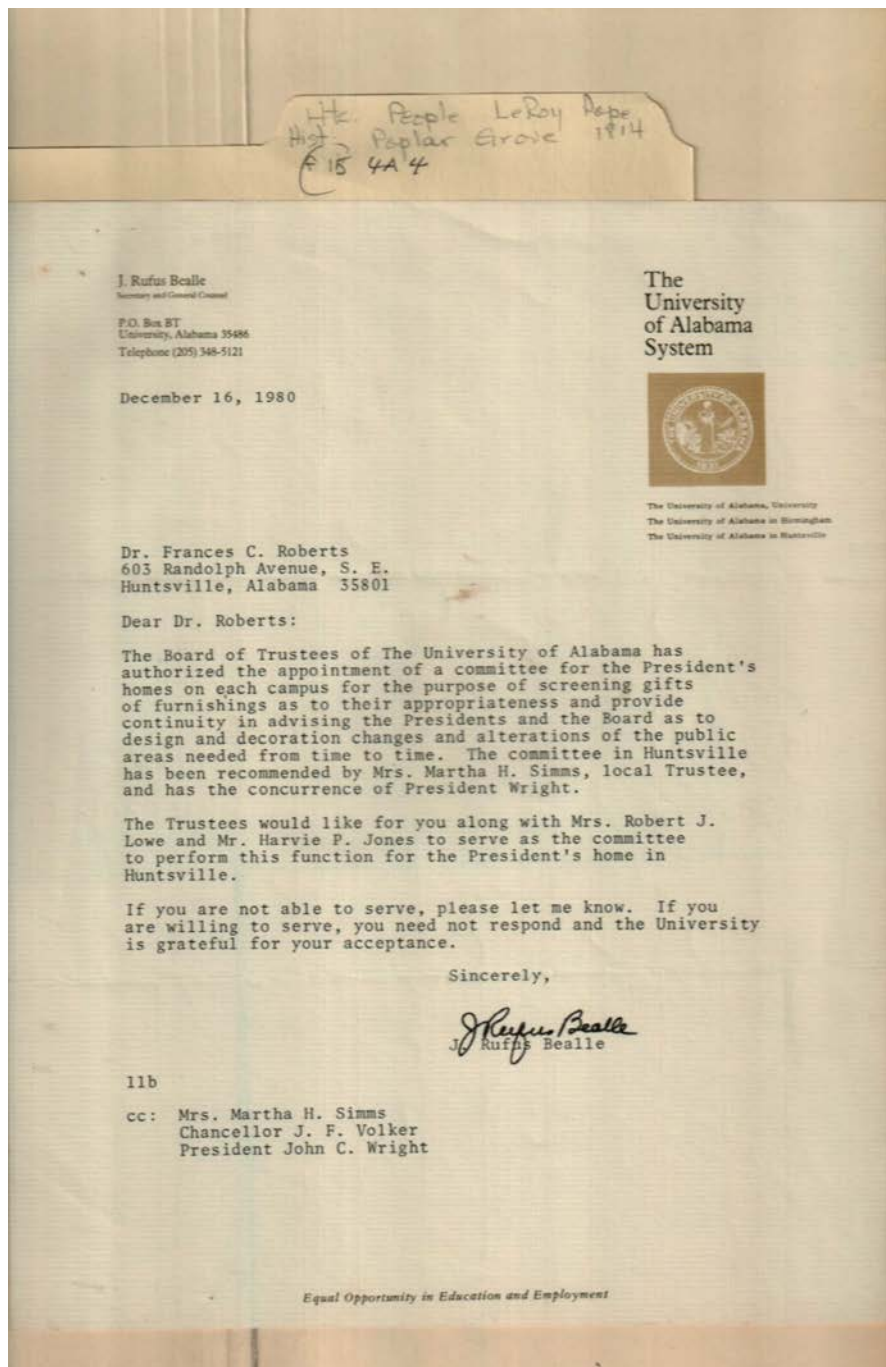 Htc. People LeRoy Pope
Hist. Poplar Grove 1814
F 15 4A 4
J. Rufus Bealle
Secretary and General Counsel
P.O. Box BT
University, Alabama 35486
Telephone (205) 348-5121
The
University
of Alabama
System
December 16, 1980
THE UNIVERSITY OF ALABAMA
1831
The University of Alabama, University
The University of Alabama in Birmingham
The University of Alabama in Huntsville
Dr. Frances C. Roberts
603 Randolph Avenue, S. E.
Huntsville, Alabama 35801
Dear Dr. Roberts:
The Board of Trustees of The University of Alabama has
authorized the appointment of a committee for the President's
homes on each campus for the purpose of screening gifts
of furnishings as to their appropriateness and provide
continuity in advising the Presidents and the Board as to
design and decoration changes and alterations of the public
areas needed from time to time. The committee in Huntsville
has been recommended by Mrs. Martha H. Simms, local Trustee,
and has the concurrence of President Wright.
The Trustees would like for you along with Mrs. Robert J.
Lowe and Mr. Harvie P. Jones to serve as the committee
to perform this function for the President's home in
Huntsville.
If you are not able to serve, please let me know. If you
are willing to serve, you need not respond and the University
is grateful for your acceptance.
Sincerely,
J Rufus Bealle
J. Rufus Bealle
11b
cc: Mrs. Martha H. Simms
Chancellor J. F. Volker
President John C. Wright
Equal Opportunity in Education and Employment